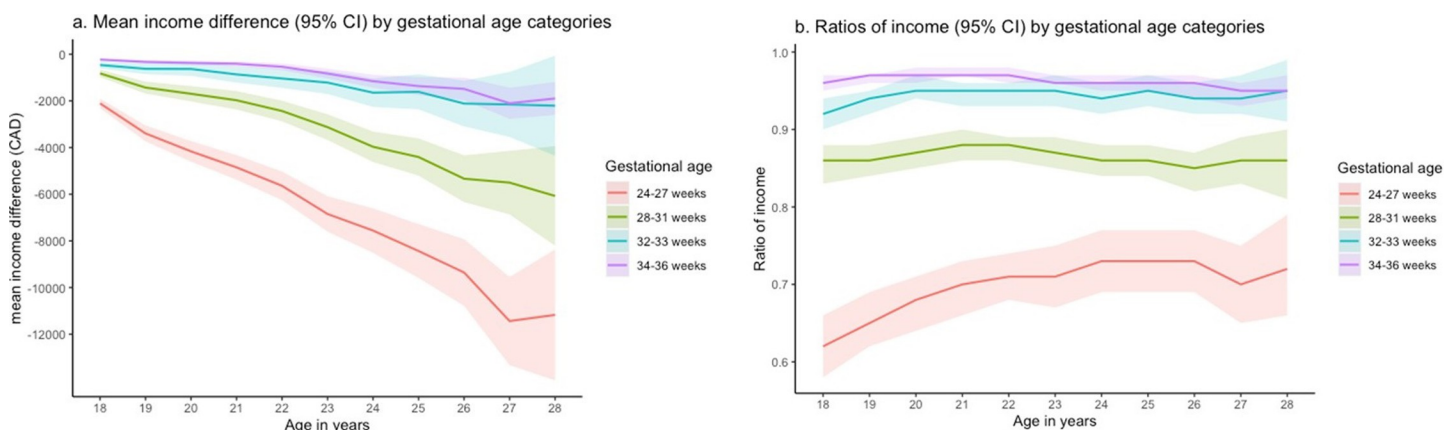 a. Mean income difference (95% CI) by gestational age categories
mean income difference (CAD)
0
-2000
-4000
-6000
-8000
-10000
-12000
18 19 20 21 22 23 24 25 26 27 28
Age in years
Gestational age
24-27 weeks
28-31 weeks
32-33 weeks
34-36 weeks
b. Ratios of income (95% CI) by gestational age categories
Ratio of income
1.0
0.9
0.8
0.7
0.6
18 19 20 21 22 23 24 25 26 27 28
Age in years
Gestational age
24-27 weeks
28-31 weeks
32-33 weeks
34-36 weeks